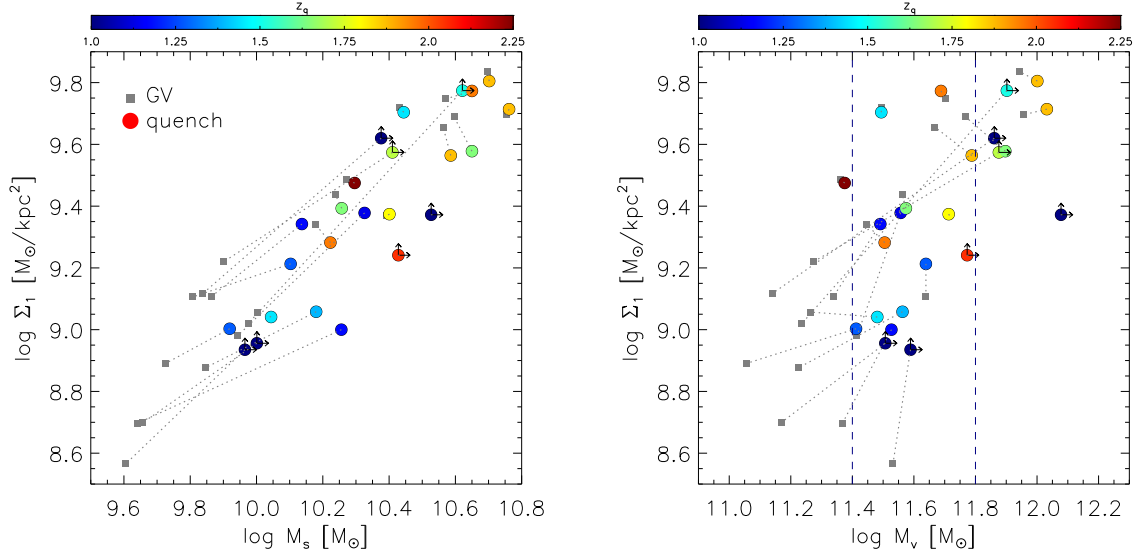 z_q z_q
1.0 1.25 1.5 1.75 2.0 2.25 1.0 1.25 1.5 1.75 2.0 2.25
GV
quench
9.8 9.8
9.6 9.6
9.4 9.4
9.2 9.2
9.0 9.0
8.8 8.8
8.6 8.6
log Σ₁ [M⊙/kpc²] log Σ₁ [M⊙/kpc²]
9.6 9.8 10.0 10.2 10.4 10.6 10.8 11.0 11.2 11.4 11.6 11.8 12.0 12.2
log M_s [M⊙] log M_v [M⊙]